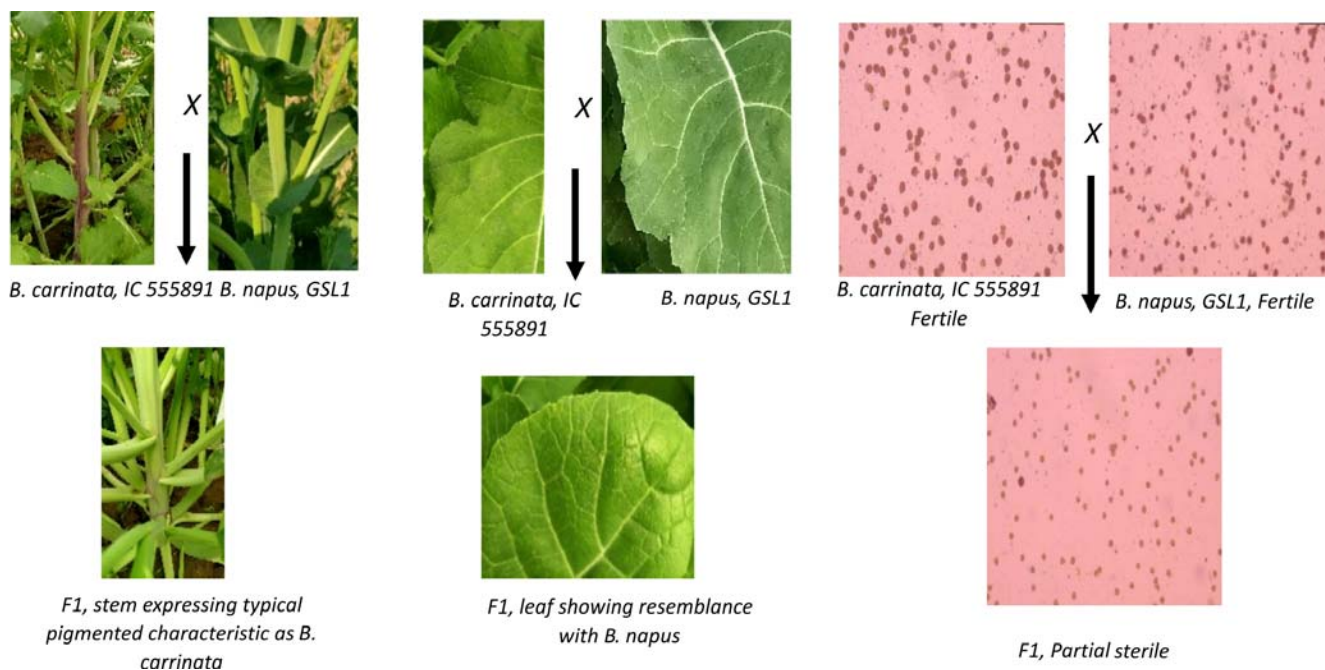 X
B. carrinata, IC 555891
B. napus, GSL1
F1, stem expressing typical
pigmented characteristic as B.
carrinata
X
B. carrinata, IC
555891
B. napus, GSL1
F1, leaf showing resemblance
with B. napus
X
B. carrinata, IC 555891
Fertile
B. napus, GSL1, Fertile
F1, Partial sterile